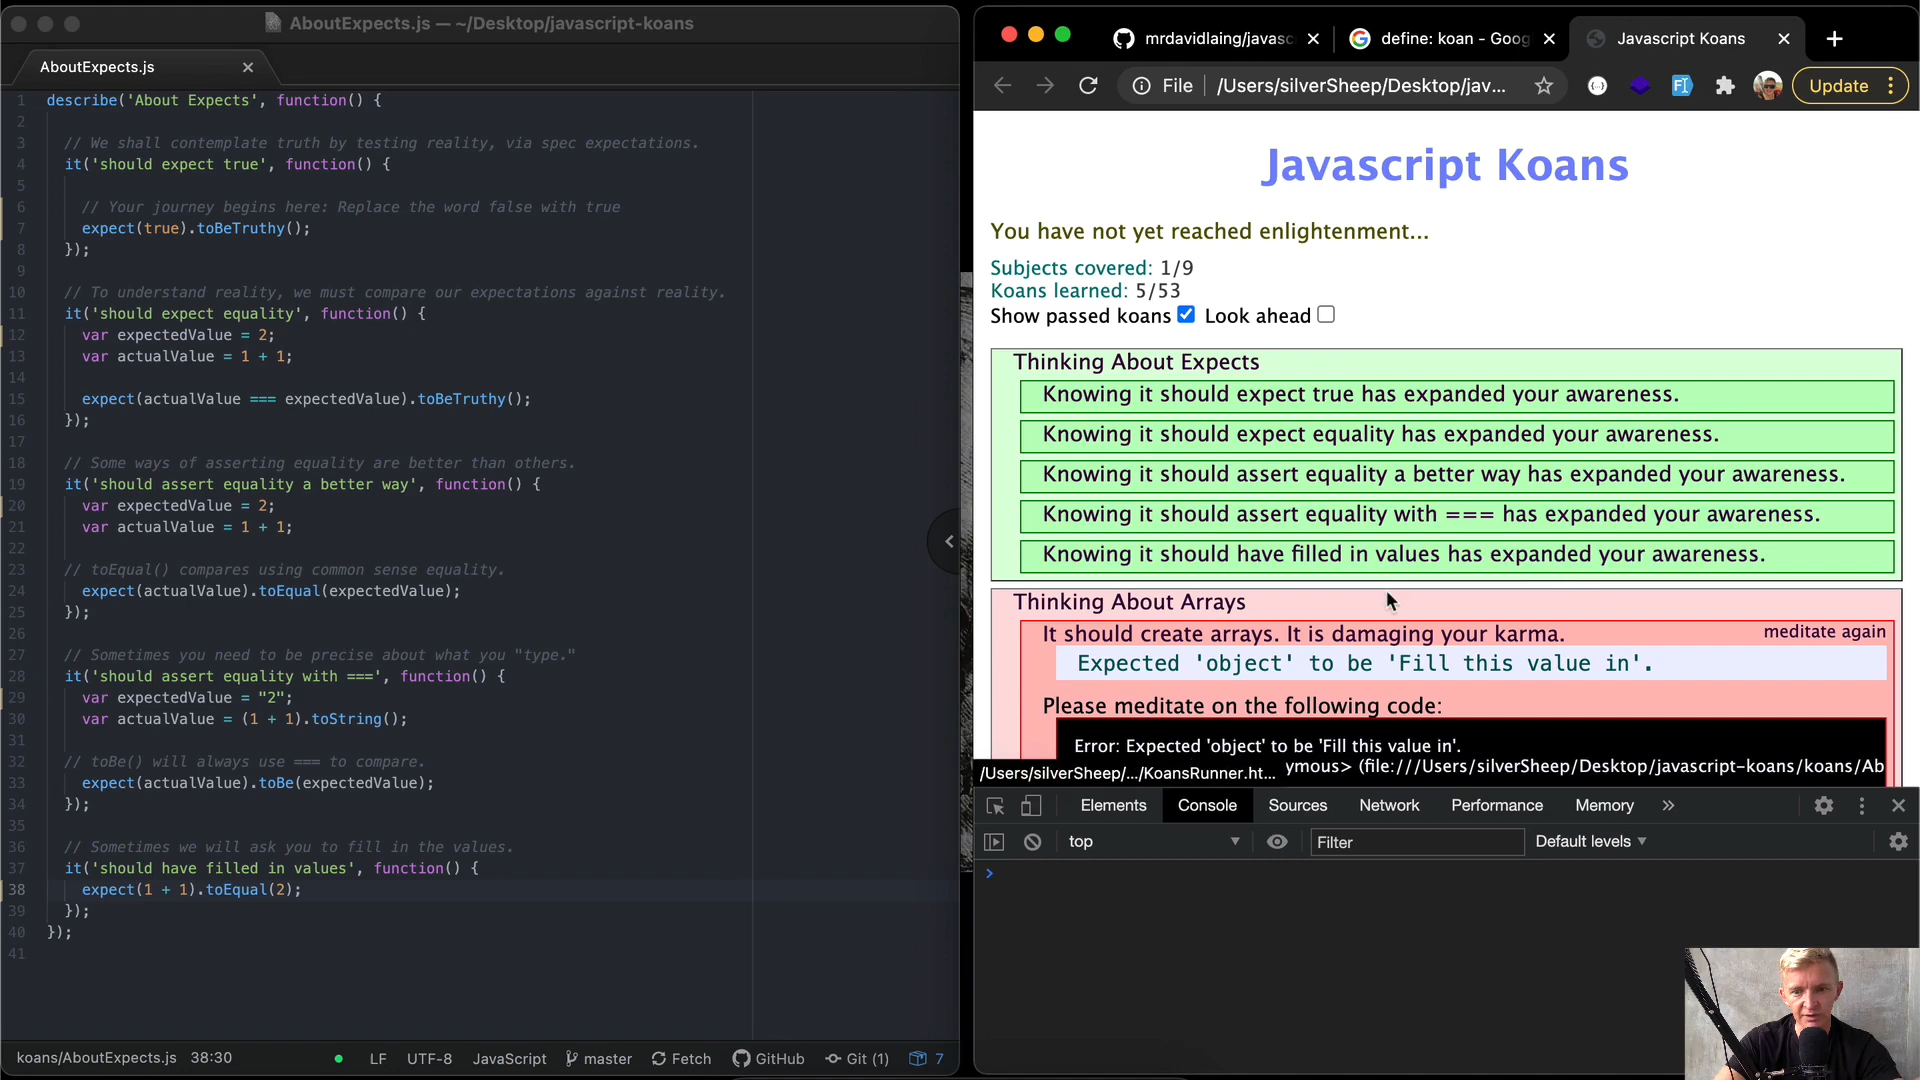 AboutExpects.js — ~/Desktop/javascript-koans
AboutExpects.js
1 describe('About Expects', function() {
2
3 // We shall contemplate truth by testing reality, via spec expectations.
4 it('should expect true', function() {
5
6 // Your journey begins here: Replace the word false with true
7 expect(true).toBeTruthy();
8 });
9
10 // To understand reality, we must compare our expectations against reality.
11 it('should expect equality', function() {
12 var expectedValue = 2;
13 var actualValue = 1 + 1;
14
15 expect(actualValue === expectedValue).toBeTruthy();
16 });
17
18 // Some ways of asserting equality are better than others.
19 it('should assert equality a better way', function() {
20 var expectedValue = 2;
21 var actualValue = 1 + 1;
22
23 // toEqual() compares using common sense equality.
24 expect(actualValue).toEqual(expectedValue);
25 });
26
27 // Sometimes you need to be precise about what you "type."
28 it('should assert equality with ===', function() {
29 var expectedValue = "2";
30 var actualValue = (1 + 1).toString();
31
32 // toBe() will always use === to compare.
33 expect(actualValue).toBe(expectedValue);
34 });
35
36 // Sometimes we will ask you to fill in the values.
37 it('should have filled in values', function() {
38 expect(1 + 1).toEqual(2);
39 });
40 });
41
koans/AboutExpects.js 38:30 LF UTF-8 JavaScript master Fetch GitHub Git (1) 7
mrdavidlaing/javasc define: koan - Goog Javascript Koans
File /Users/silverSheep/Desktop/jav... Update
Javascript Koans
You have not yet reached enlightenment...
Subjects covered: 1/9
Koans learned: 5/53
Show passed koans Look ahead
Thinking About Expects
Knowing it should expect true has expanded your awareness.
Knowing it should expect equality has expanded your awareness.
Knowing it should assert equality a better way has expanded your awareness.
Knowing it should assert equality with === has expanded your awareness.
Knowing it should have filled in values has expanded your awareness.
Thinking About Arrays
It should create arrays. It is damaging your karma. meditate again
Expected 'object' to be 'Fill this value in'.
Please meditate on the following code:
Error: Expected 'object' to be 'Fill this value in'.
ymous> (file:///Users/silverSheep/Desktop/javascript-koans/koans/Ab
/Users/silverSheep/.../KoansRunner.ht...
Elements Console Sources Network Performance Memory »
top Filter Default levels